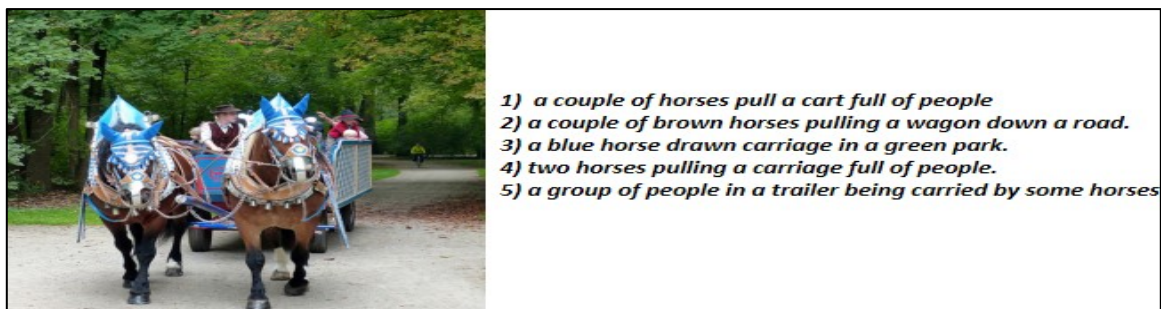 1) a couple of horses pull a cart full of people
2) a couple of brown horses pulling a wagon down a road.
3) a blue horse drawn carriage in a green park.
4) two horses pulling a carriage full of people.
5) a group of people in a trailer being carried by some horses